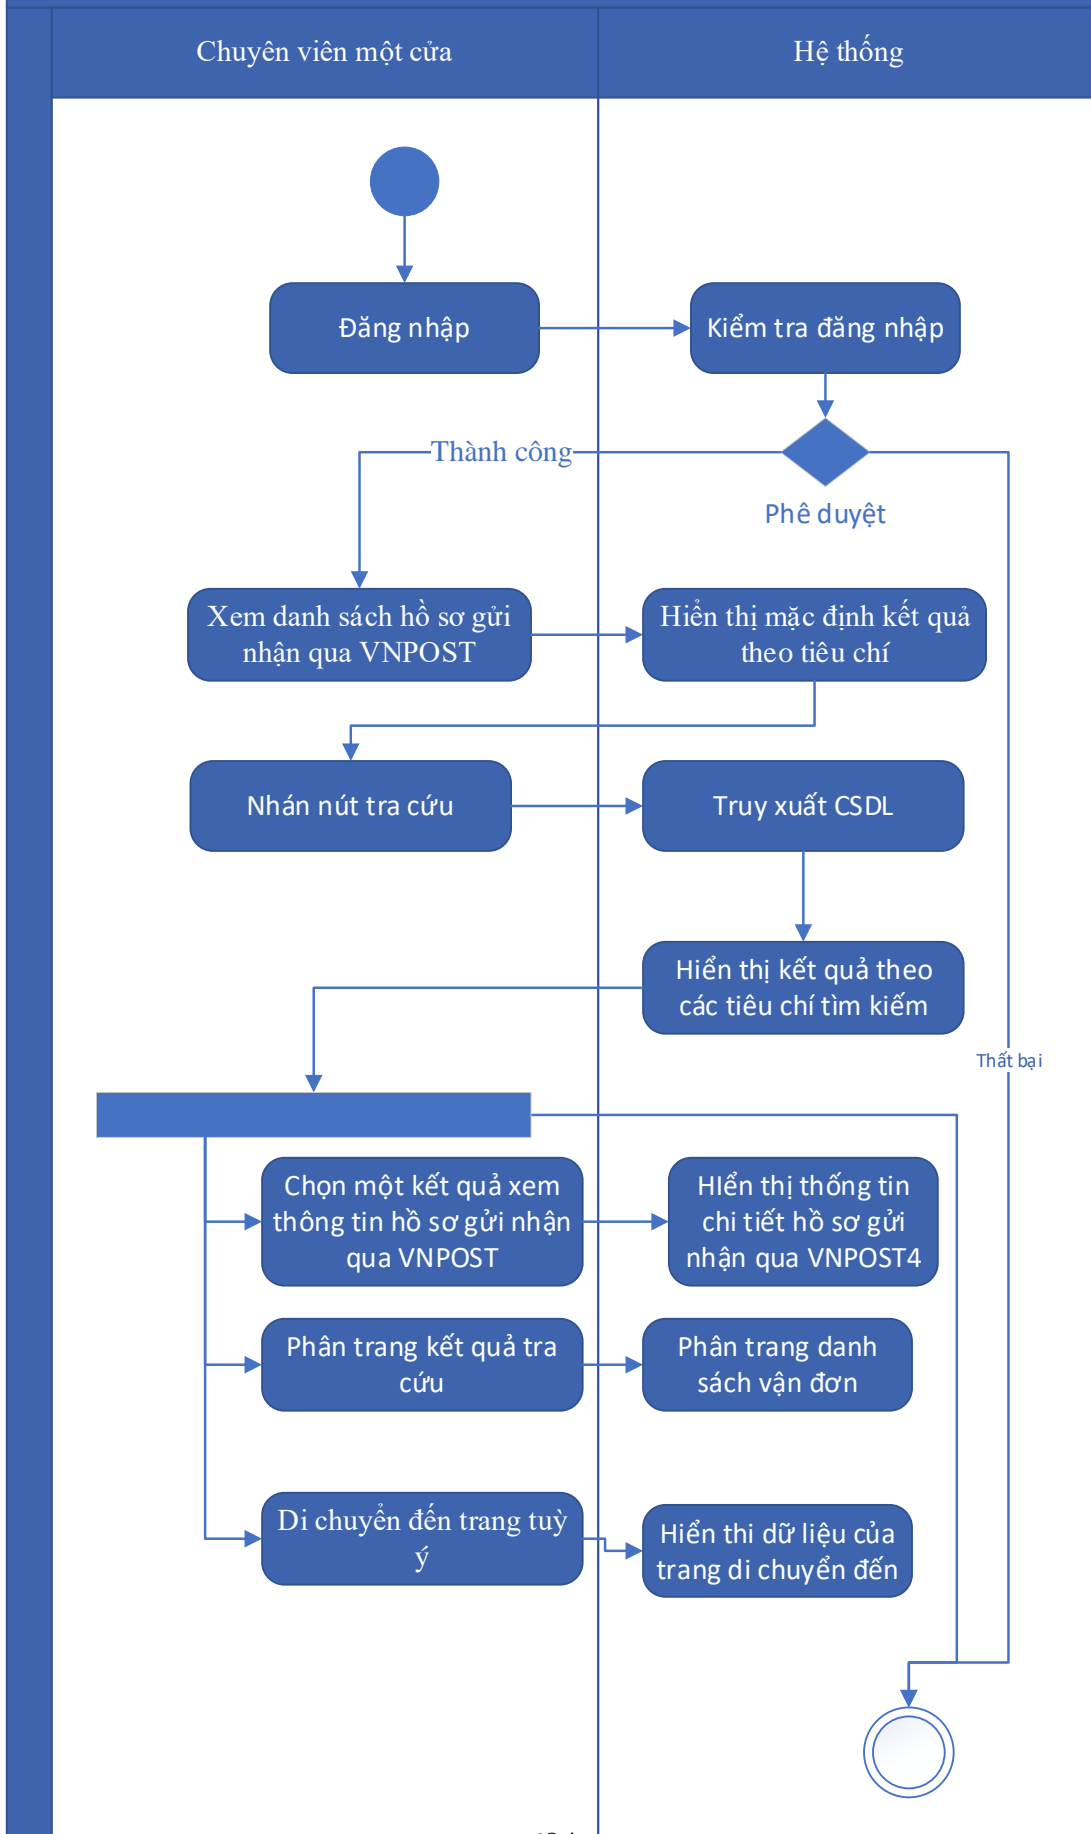 Chuyên viên một cửa
Hệ thống
Đăng nhập
Kiểm tra đăng nhập
Thành công
Phê duyệt
Xem danh sách hồ sơ gửi
nhận qua VNPOST
Hiển thị mặc định kết quả
theo tiêu chí
Nhán nút tra cứu
Truy xuất CSDL
Hiển thị kết quả theo
các tiêu chí tìm kiếm
Thất bại
Chọn một kết quả xem
thông tin hồ sơ gửi nhận
qua VNPOST
HIển thị thống tin
chi tiết hồ sơ gửi
nhận qua VNPOST4
Phân trang kết quả tra
cứu
Phân trang danh
sách vận đơn
Di chuyển đến trang tuỳ
ý
Hiển thi dữ liệu của
trang di chuyển đến